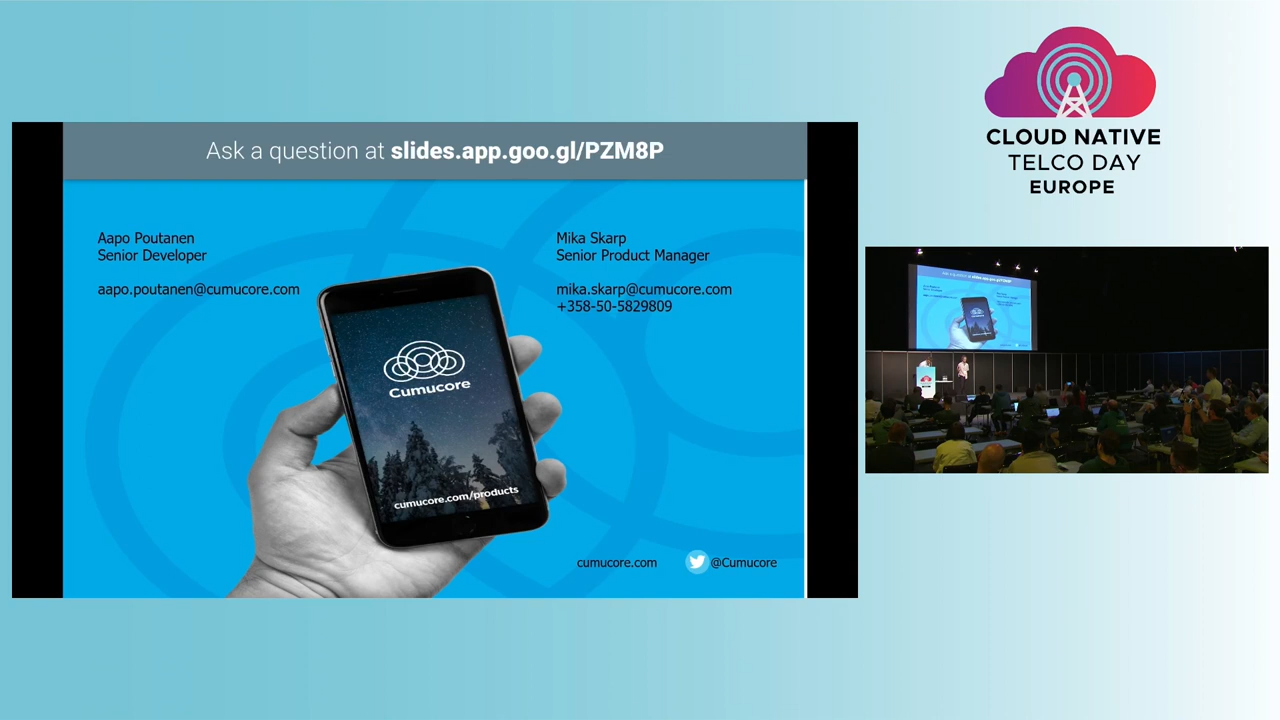 Ask a question at slides.app.goo.gl/PZM8P
Aapo Poutanen
Senior Developer
aapo.poutanen@cumucore.com
Mika Skarp
Senior Product Manager
mika.skarp@cumucore.com
+358-50-5829809
Cumucore
cumucore.com/products
cumucore.com
@Cumucore
CLOUD NATIVE
TELCO DAY
EUROPE